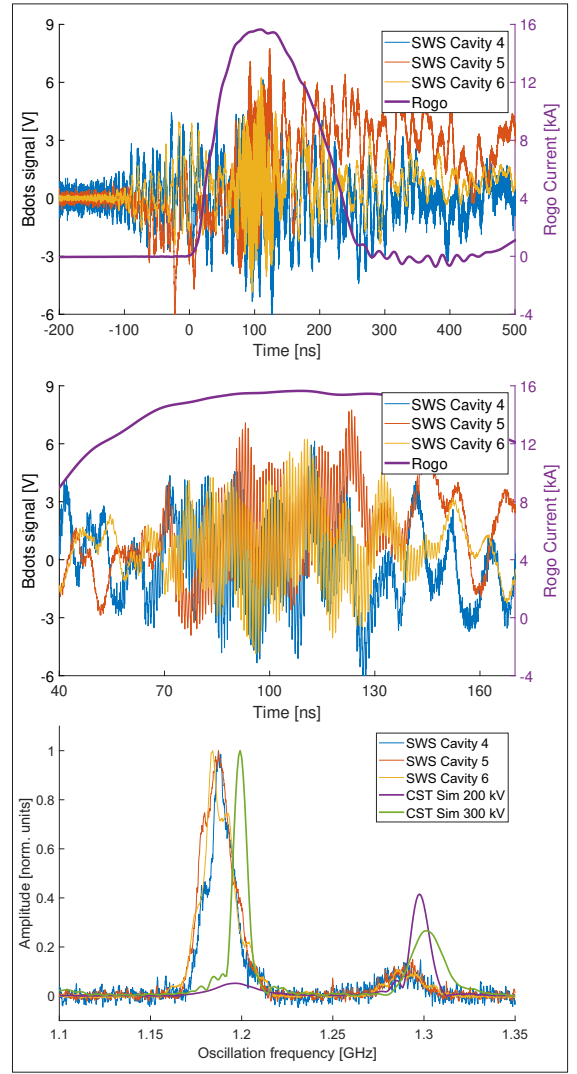 9
6
3
0
-3
-6
Bdots signal [V]
16
12
8
4
0
-4
Rogo Current [kA]
SWS Cavity 4
SWS Cavity 5
SWS Cavity 6
Rogo
-200 -100 0 100 200 300 400 500
Time [ns]
9
6
3
0
-3
-6
Bdots signal [V]
16
12
8
4
0
-4
Rogo Current [kA]
SWS Cavity 4
SWS Cavity 5
SWS Cavity 6
Rogo
40 70 100 130 160
Time [ns]
1
0.8
0.6
0.4
0.2
0
Amplitude [norm. units]
SWS Cavity 4
SWS Cavity 5
SWS Cavity 6
CST Sim 200 kV
CST Sim 300 kV
1.1 1.15 1.2 1.25 1.3 1.35
Oscillation frequency [GHz]